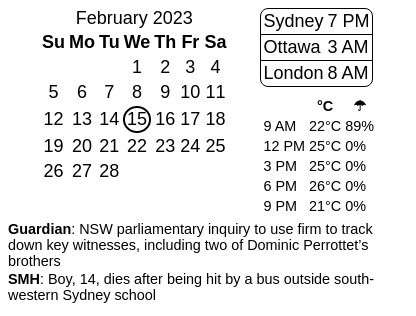 February 2023
Su Mo Tu We Th Fr Sa
1 2 3 4
5 6 7 8 9 10 11
12 13 14 15 16 17 18
19 20 21 22 23 24 25
26 27 28
Sydney 7 PM
Ottawa 3 AM
London 8 AM
°C ☂
9 AM 22°C 89%
12 PM 25°C 0%
3 PM 25°C 0%
6 PM 26°C 0%
9 PM 21°C 0%
Guardian: NSW parliamentary inquiry to use firm to track
down key witnesses, including two of Dominic Perrottet’s
brothers
SMH: Boy, 14, dies after being hit by a bus outside south-
western Sydney school